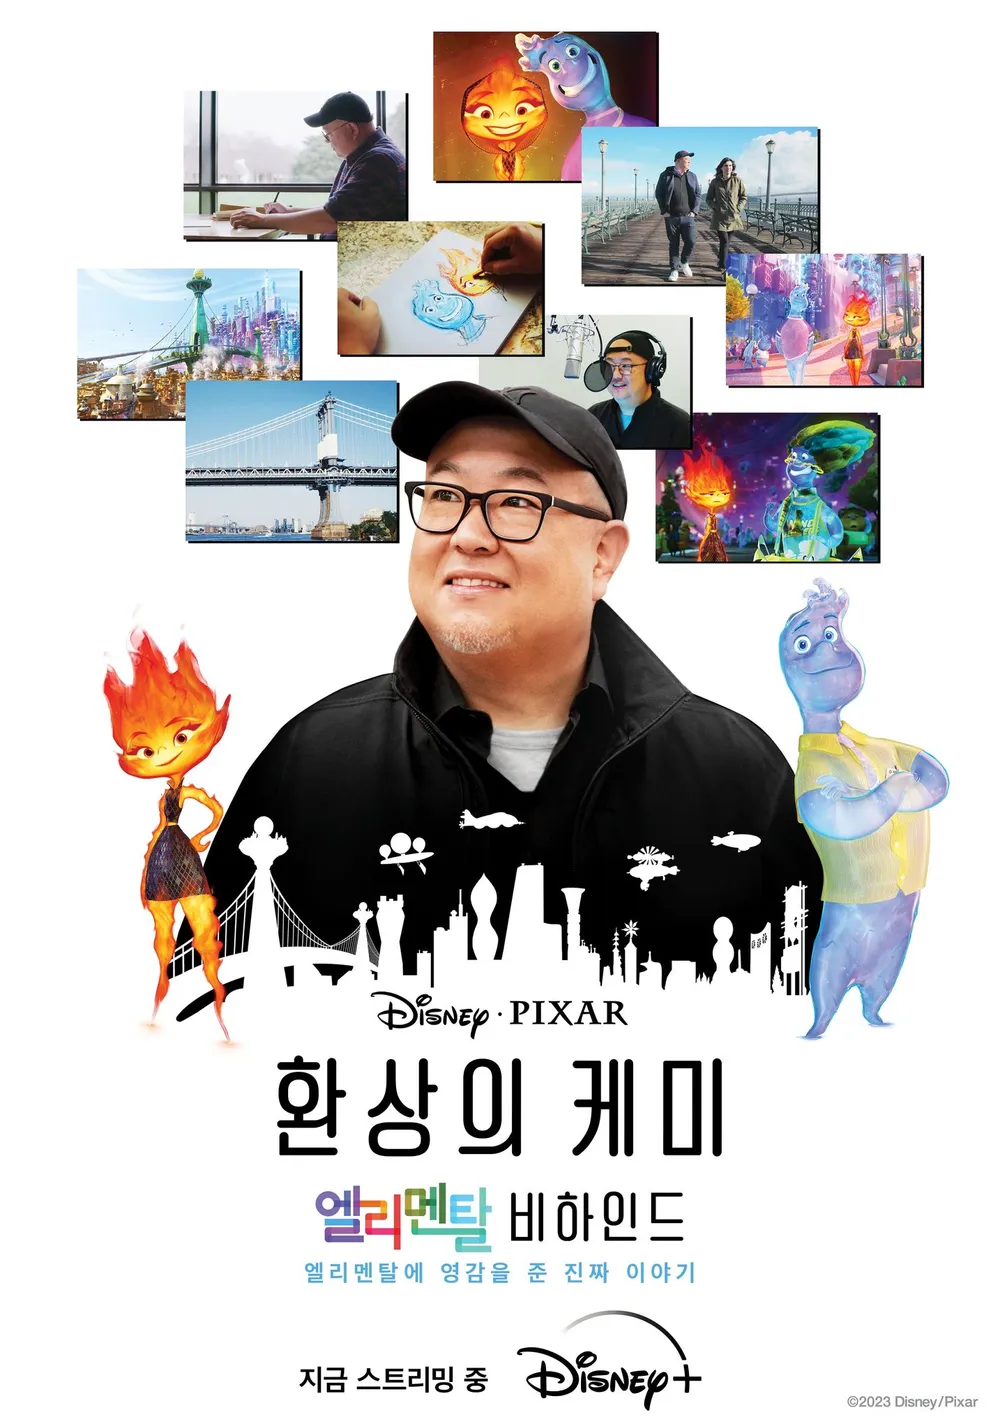 Disney · PIXAR
환상의 케미
엘리멘탈 비하인드
엘리멘탈에 영감을 준 진짜 이야기
지금 스트리밍 중 Disney+
©2023 Disney/Pixar